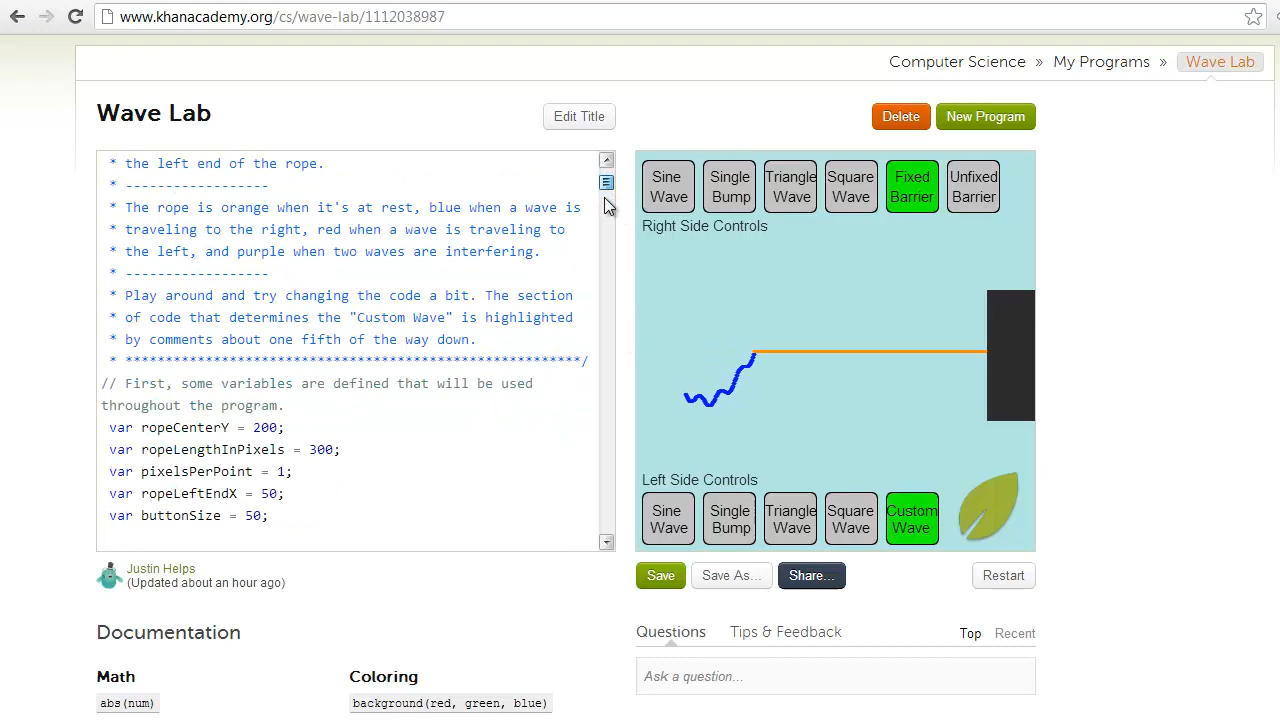 www.khanacademy.org/cs/wave-lab/1112038987
Computer Science » My Programs » Wave Lab
Wave Lab
Edit Title
Delete
New Program
* the left end of the rope.
* ------------------
* The rope is orange when it's at rest, blue when a wave is
* traveling to the right, red when a wave is traveling to
* the left, and purple when two waves are interfering.
* ------------------
* Play around and try changing the code a bit. The section
* of code that determines the "Custom Wave" is highlighted
* by comments about one fifth of the way down.
* **********************************************************/
// First, some variables are defined that will be used
throughout the program.
var ropeCenterY = 200;
var ropeLengthInPixels = 300;
var pixelsPerPoint = 1;
var ropeLeftEndX = 50;
var buttonSize = 50;
Sine
Wave
Single
Bump
Triangle
Wave
Square
Wave
Fixed
Barrier
Unfixed
Barrier
Right Side Controls
Left Side Controls
Sine
Wave
Single
Bump
Triangle
Wave
Square
Wave
Custom
Wave
Justin Helps
(Updated about an hour ago)
Save
Save As...
Share...
Restart
Documentation
Math
abs(num)
Coloring
background(red, green, blue)
Questions
Tips & Feedback
Top
Recent
Ask a question...